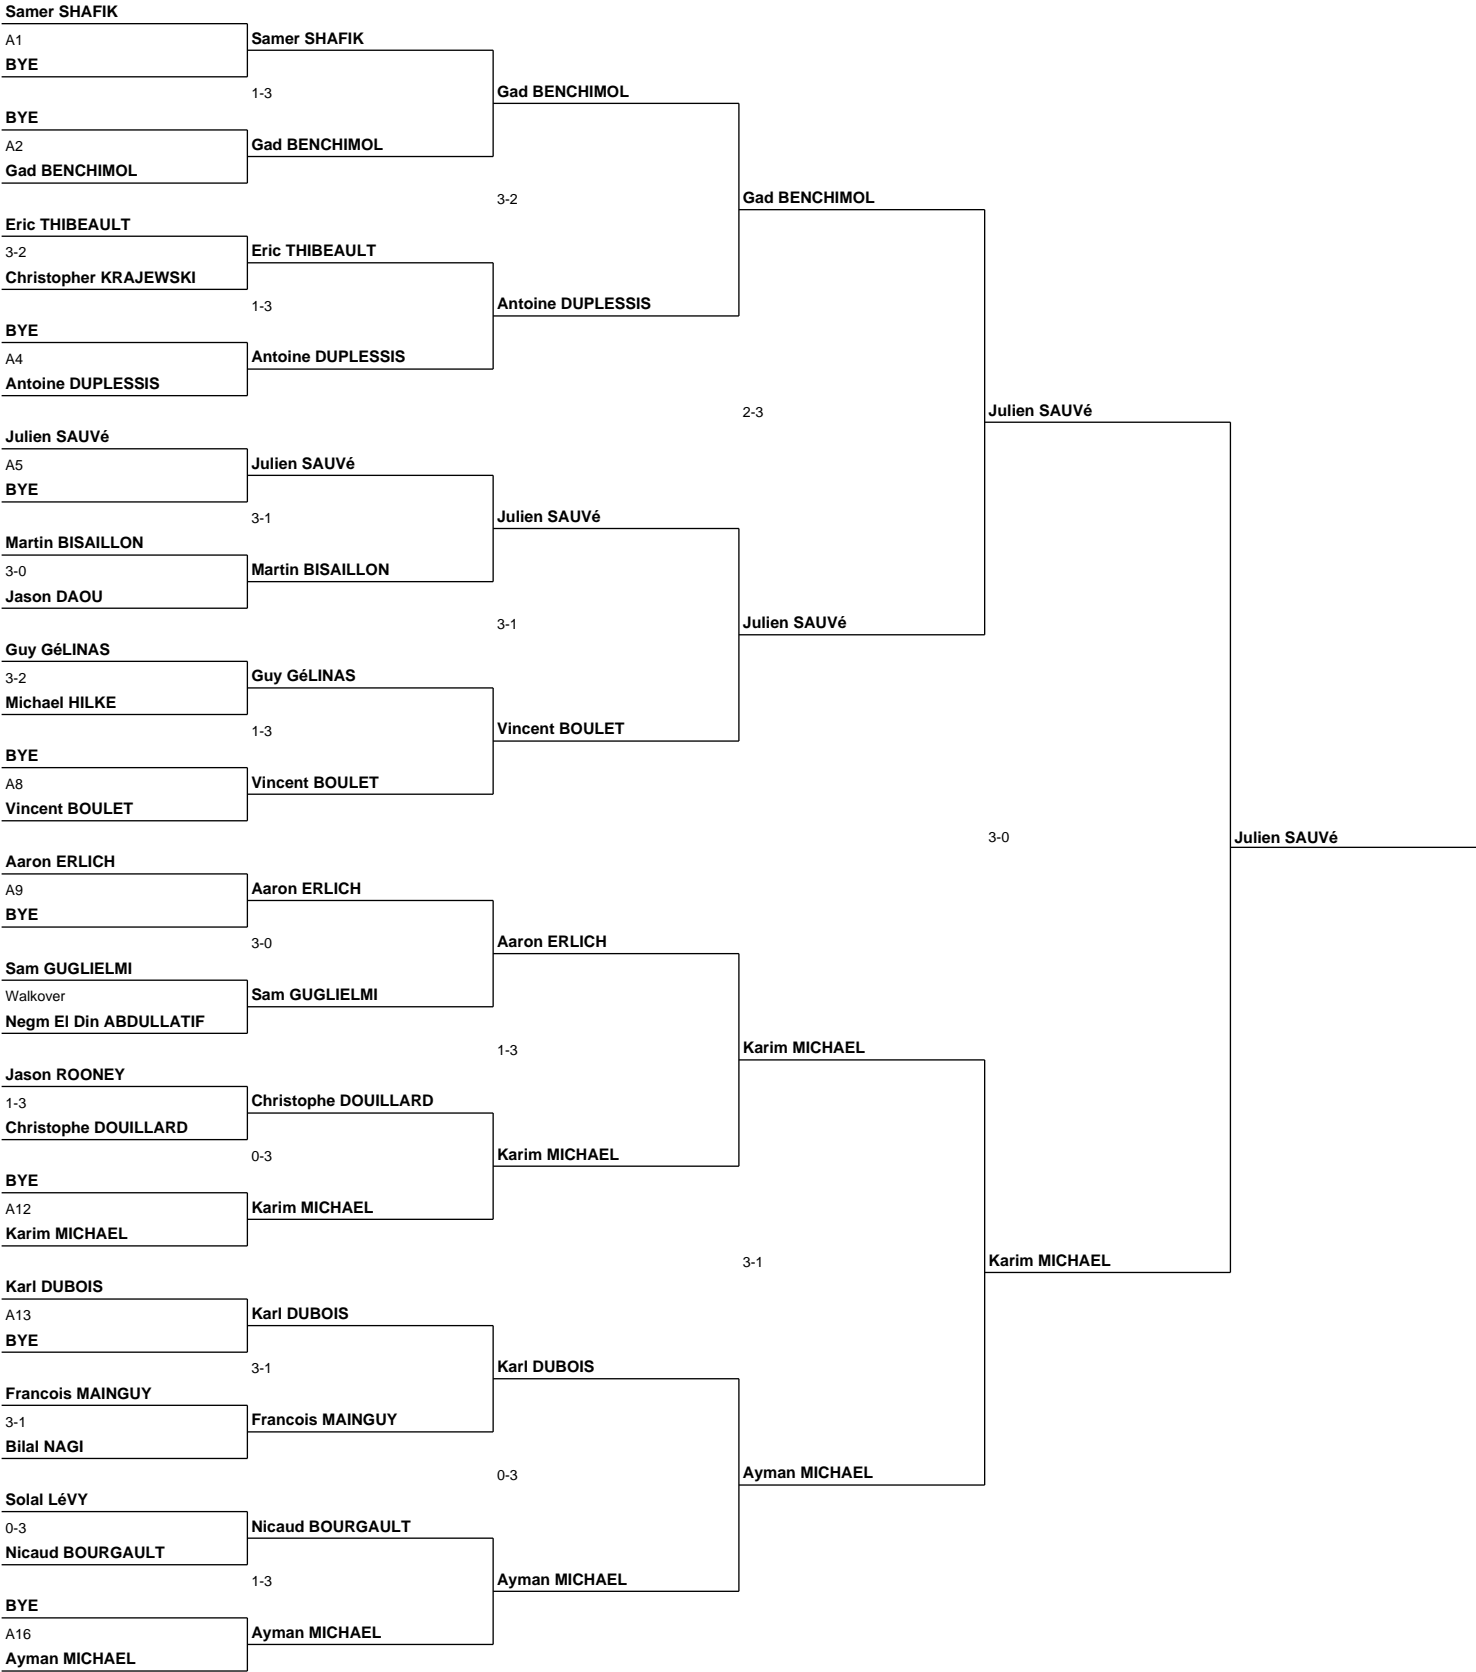 Samer SHAFIK
A1
BYE
BYE
A2
Gad BENCHIMOL
Eric THIBEAULT
3-2
Christopher KRAJEWSKI
BYE
A4
Antoine DUPLESSIS
Julien SAUVé
A5
BYE
Martin BISAILLON
3-0
Jason DAOU
Guy GéLINAS
3-2
Michael HILKE
BYE
A8
Vincent BOULET
Aaron ERLICH
A9
BYE
Sam GUGLIELMI
Walkover
Negm El Din ABDULLATIF
Jason ROONEY
1-3
Christophe DOUILLARD
BYE
A12
Karim MICHAEL
Karl DUBOIS
A13
BYE
Francois MAINGUY
3-1
Bilal NAGI
Solal LéVY
0-3
Nicaud BOURGAULT
BYE
A16
Ayman MICHAEL
Samer SHAFIK
1-3
Gad BENCHIMOL
Eric THIBEAULT
1-3
Antoine DUPLESSIS
Julien SAUVé
3-1
Martin BISAILLON
Guy GéLINAS
1-3
Vincent BOULET
Aaron ERLICH
3-0
Sam GUGLIELMI
Christophe DOUILLARD
0-3
Karim MICHAEL
Karl DUBOIS
3-1
Francois MAINGUY
Nicaud BOURGAULT
1-3
Ayman MICHAEL
Gad BENCHIMOL
3-2
Antoine DUPLESSIS
Julien SAUVé
3-1
Vincent BOULET
Aaron ERLICH
1-3
Karim MICHAEL
Karl DUBOIS
0-3
Ayman MICHAEL
Gad BENCHIMOL
2-3
Julien SAUVé
Karim MICHAEL
3-1
Ayman MICHAEL
Julien SAUVé
3-0
Karim MICHAEL
Julien SAUVé